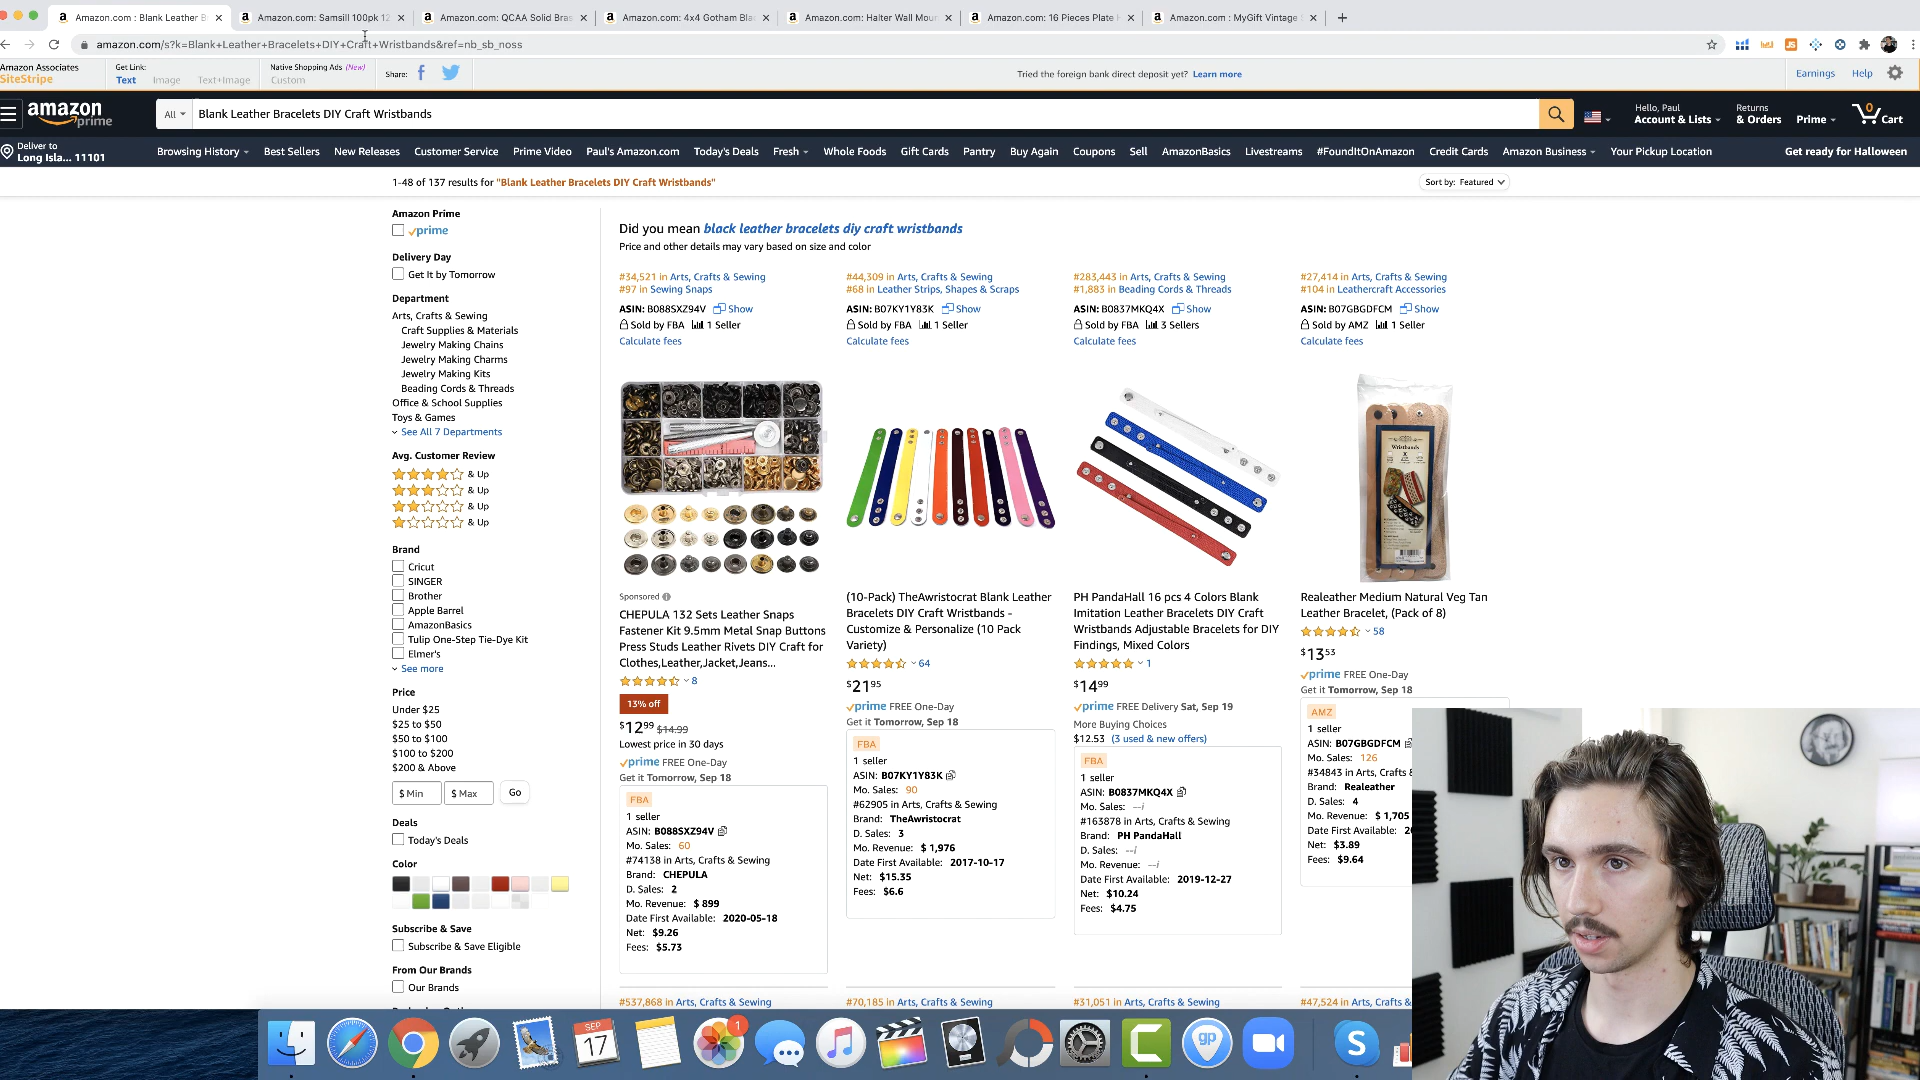 Amazon.com : Blank Leather B
Amazon.com: Samsill 100pk 12
Amazon.com: QCAA Solid Bras
Amazon.com: 4x4 Gotham Bla
Amazon.com: Halter Wall Moun
Amazon.com: 16 Pieces Plate H
Amazon.com : MyGift Vintage
amazon.com/s?k=Blank+Leather+Bracelets+DIY+Craft+Wristbands&ref=nb_sb_noss
Amazon Associates
SiteStripe
Get Link:
Text Image Text+Image
Native Shopping Ads (New)
Custom
Share:
Tried the foreign bank direct deposit yet? Learn more
Earnings Help
amazon
prime
All
Blank Leather Bracelets DIY Craft Wristbands
Hello, Paul
Account & Lists
Returns
& Orders
Prime
0
Cart
Deliver to
Long Isla... 11101
Browsing History Best Sellers New Releases Customer Service Prime Video Paul's Amazon.com Today's Deals Fresh Whole Foods Gift Cards Pantry Buy Again Coupons Sell AmazonBasics Livestreams #FoundItOnAmazon Credit Cards Amazon Business Your Pickup Location Get ready for Halloween
1-48 of 137 results for "Blank Leather Bracelets DIY Craft Wristbands"
Sort by: Featured
Amazon Prime
prime
Delivery Day
Get It by Tomorrow
Department
Arts, Crafts & Sewing
Craft Supplies & Materials
Jewelry Making Chains
Jewelry Making Charms
Jewelry Making Kits
Beading Cords & Threads
Office & School Supplies
Toys & Games
See All 7 Departments
Avg. Customer Review
& Up
& Up
& Up
& Up
Brand
Cricut
SINGER
Brother
Apple Barrel
AmazonBasics
Tulip One-Step Tie-Dye Kit
Elmer's
See more
Price
Under $25
$25 to $50
$50 to $100
$100 to $200
$200 & Above
$ Min
$ Max
Go
Deals
Today's Deals
Color
Subscribe & Save
Subscribe & Save Eligible
From Our Brands
Our Brands
Did you mean black leather bracelets diy craft wristbands
Price and other details may vary based on size and color
#34,521 in Arts, Crafts & Sewing
#97 in Sewing Snaps
ASIN: B088SXZ94V Show
Sold by FBA 1 Seller
Calculate fees
Sponsored
CHEPULA 132 Sets Leather Snaps
Fastener Kit 9.5mm Metal Snap Buttons
Press Studs Leather Rivets DIY Craft for
Clothes,Leather,Jacket,Jeans...
8
13% off
$12.99 $14.99
Lowest price in 30 days
prime FREE One-Day
Get it Tomorrow, Sep 18
FBA
1 seller
ASIN: B088SXZ94V
Mo. Sales: 60
#74138 in Arts, Crafts & Sewing
Brand: CHEPULA
D. Sales: 2
Mo. Revenue: $ 899
Date First Available: 2020-05-18
Net: $9.26
Fees: $5.73
#537,868 in Arts, Crafts & Sewing
#44,309 in Arts, Crafts & Sewing
#68 in Leather Strips, Shapes & Scraps
ASIN: B07KY1Y83K Show
Sold by FBA 1 Seller
Calculate fees
(10-Pack) TheAwristocrat Blank Leather
Bracelets DIY Craft Wristbands -
Customize & Personalize (10 Pack
Variety)
64
$21.95
prime FREE One-Day
Get it Tomorrow, Sep 18
FBA
1 seller
ASIN: B07KY1Y83K
Mo. Sales: 90
#62905 in Arts, Crafts & Sewing
Brand: TheAwristocrat
D. Sales: 3
Mo. Revenue: $ 1,976
Date First Available: 2017-10-17
Net: $15.35
Fees: $6.6
#70,185 in Arts, Crafts & Sewing
#283,443 in Arts, Crafts & Sewing
#1,883 in Beading Cords & Threads
ASIN: B0837MKQ4X Show
Sold by FBA 3 Sellers
Calculate fees
PH PandaHall 16 pcs 4 Colors Blank
Imitation Leather Bracelets DIY Craft
Wristbands Adjustable Bracelets for DIY
Findings, Mixed Colors
1
$14.99
prime FREE Delivery Sat, Sep 19
More Buying Choices
$12.53 (3 used & new offers)
FBA
1 seller
ASIN: B0837MKQ4X
Mo. Sales: --i
#163878 in Arts, Crafts & Sewing
Brand: PH PandaHall
D. Sales: --i
Mo. Revenue: --i
Date First Available: 2019-12-27
Net: $10.24
Fees: $4.75
#31,051 in Arts, Crafts & Sewing
#27,414 in Arts, Crafts & Sewing
#104 in Leathercraft Accessories
ASIN: B07GBGDFCM Show
Sold by AMZ 1 Seller
Calculate fees
Wristbands
Realeather Medium Natural Veg Tan
Leather Bracelet, (Pack of 8)
58
$13.53
prime FREE One-Day
Get it Tomorrow, Sep 18
AMZ
1 seller
ASIN: B07GBGDFCM
Mo. Sales: 126
#34843 in Arts, Crafts &
Brand: Realeather
D. Sales: 4
Mo. Revenue: $ 1,705
Date First Available: 20
Net: $3.89
Fees: $9.64
#47,524 in Arts, Crafts &
SEP
17
1
gp